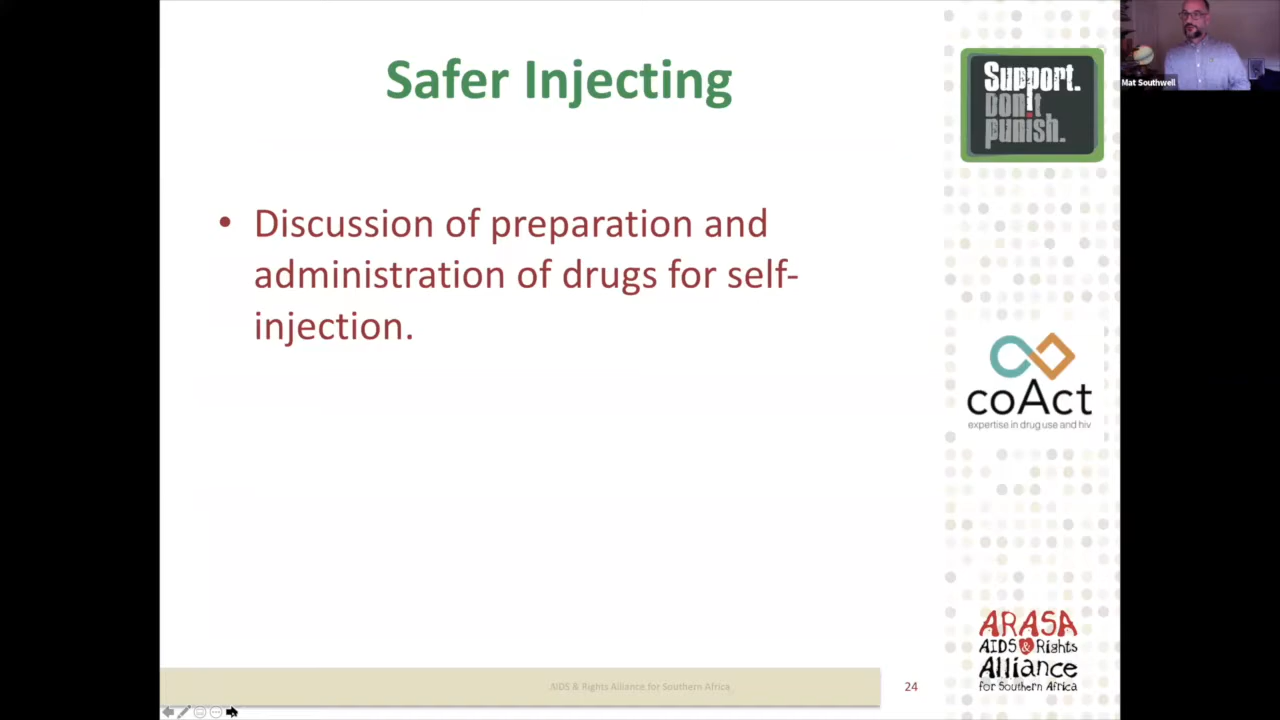 Safer Injecting
• Discussion of preparation and
administration of drugs for self-
injection.
Support.
DON't
punish.
Mat Southwell
coAct
expertise in drug use and hiv
ARASA
AIDS & Rights
Alliance
for Southern Africa
AIDS & Rights Alliance for Southern Africa
24